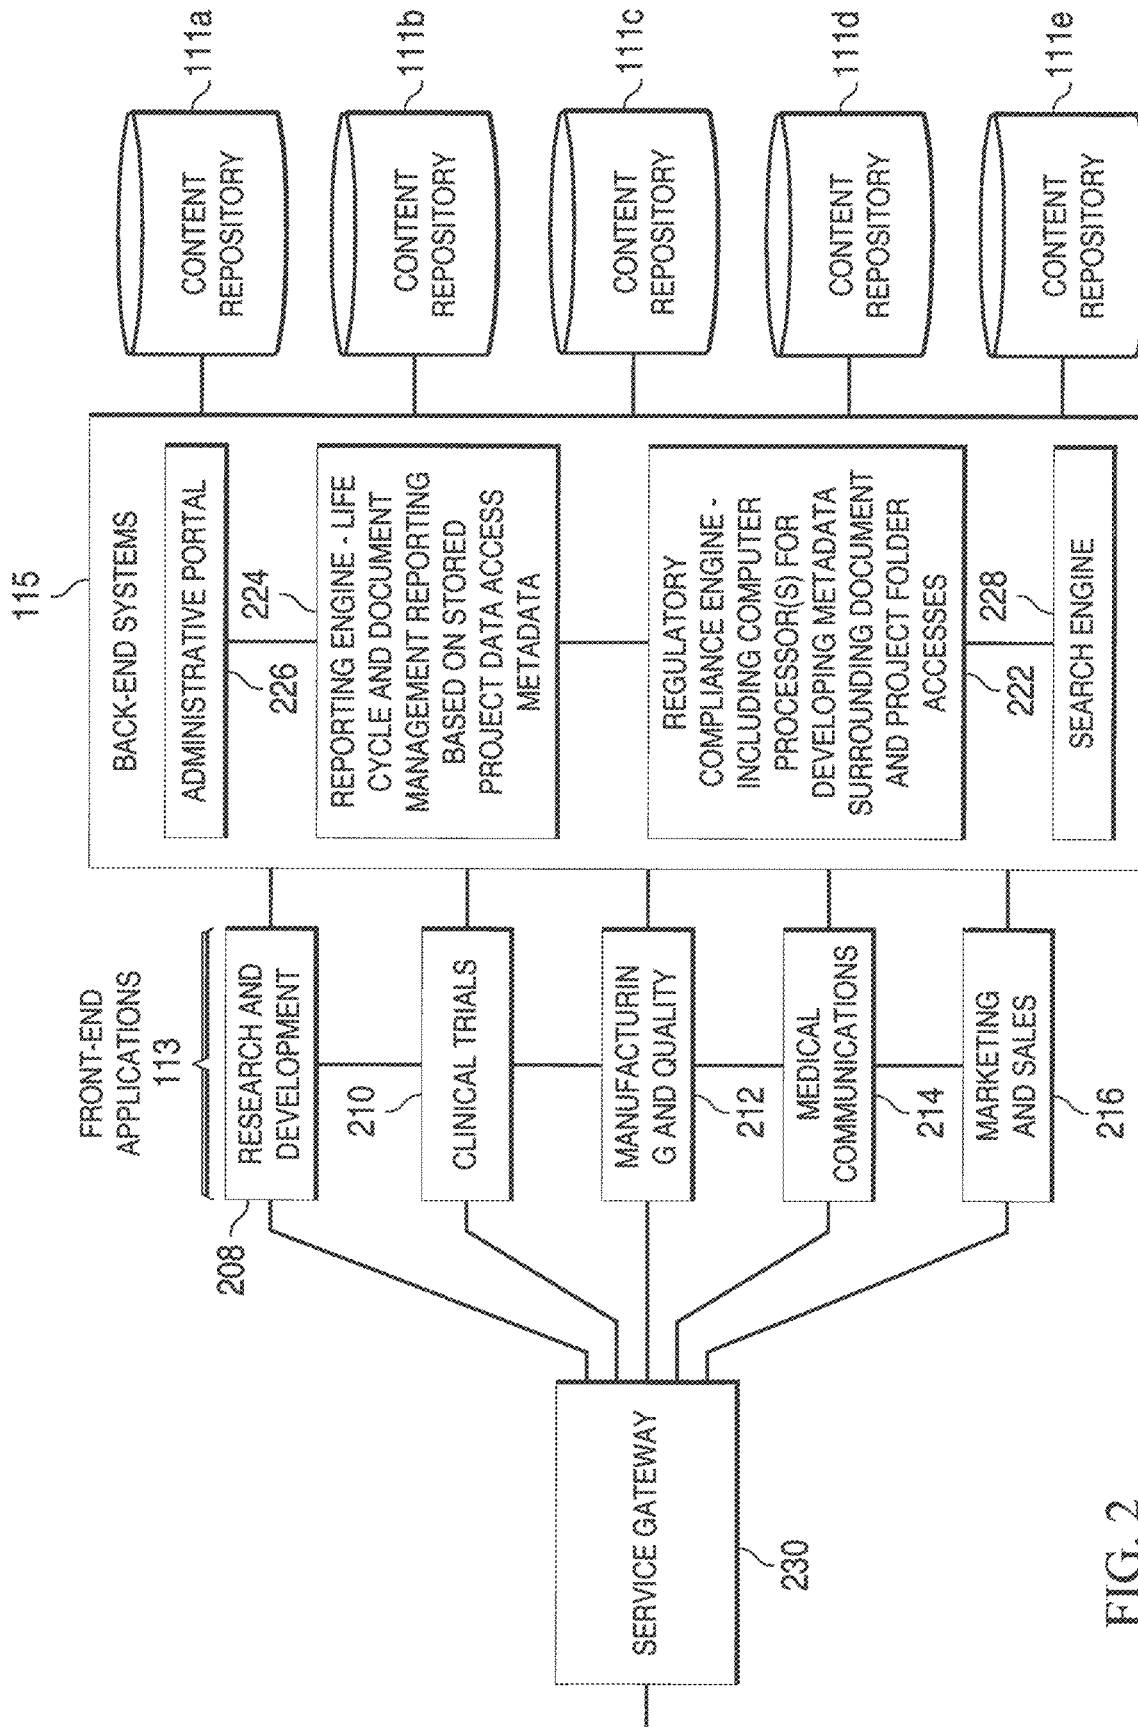 FRONT-END
APPLICATIONS
113
115
BACK-END SYSTEMS
208
RESEARCH AND
DEVELOPMENT
210
CLINICAL TRIALS
MANUFACTURIN
G AND QUALITY
212
MEDICAL
COMMUNICATIONS
214
MARKETING
AND SALES
216
SERVICE GATEWAY
230
ADMINISTRATIVE PORTAL
226
224
REPORTING ENGINE - LIFE
CYCLE AND DOCUMENT
MANAGEMENT REPORTING
BASED ON STORED
PROJECT DATA ACCESS
METADATA
REGULATORY
COMPLIANCE ENGINE -
INCLUDING COMPUTER
PROCESSOR(S) FOR
DEVELOPING METADATA
SURROUNDING DOCUMENT
AND PROJECT FOLDER
ACCESSES
222
228
SEARCH ENGINE
CONTENT
REPOSITORY
111a
CONTENT
REPOSITORY
111b
CONTENT
REPOSITORY
111c
CONTENT
REPOSITORY
111d
CONTENT
REPOSITORY
111e
FIG. 2